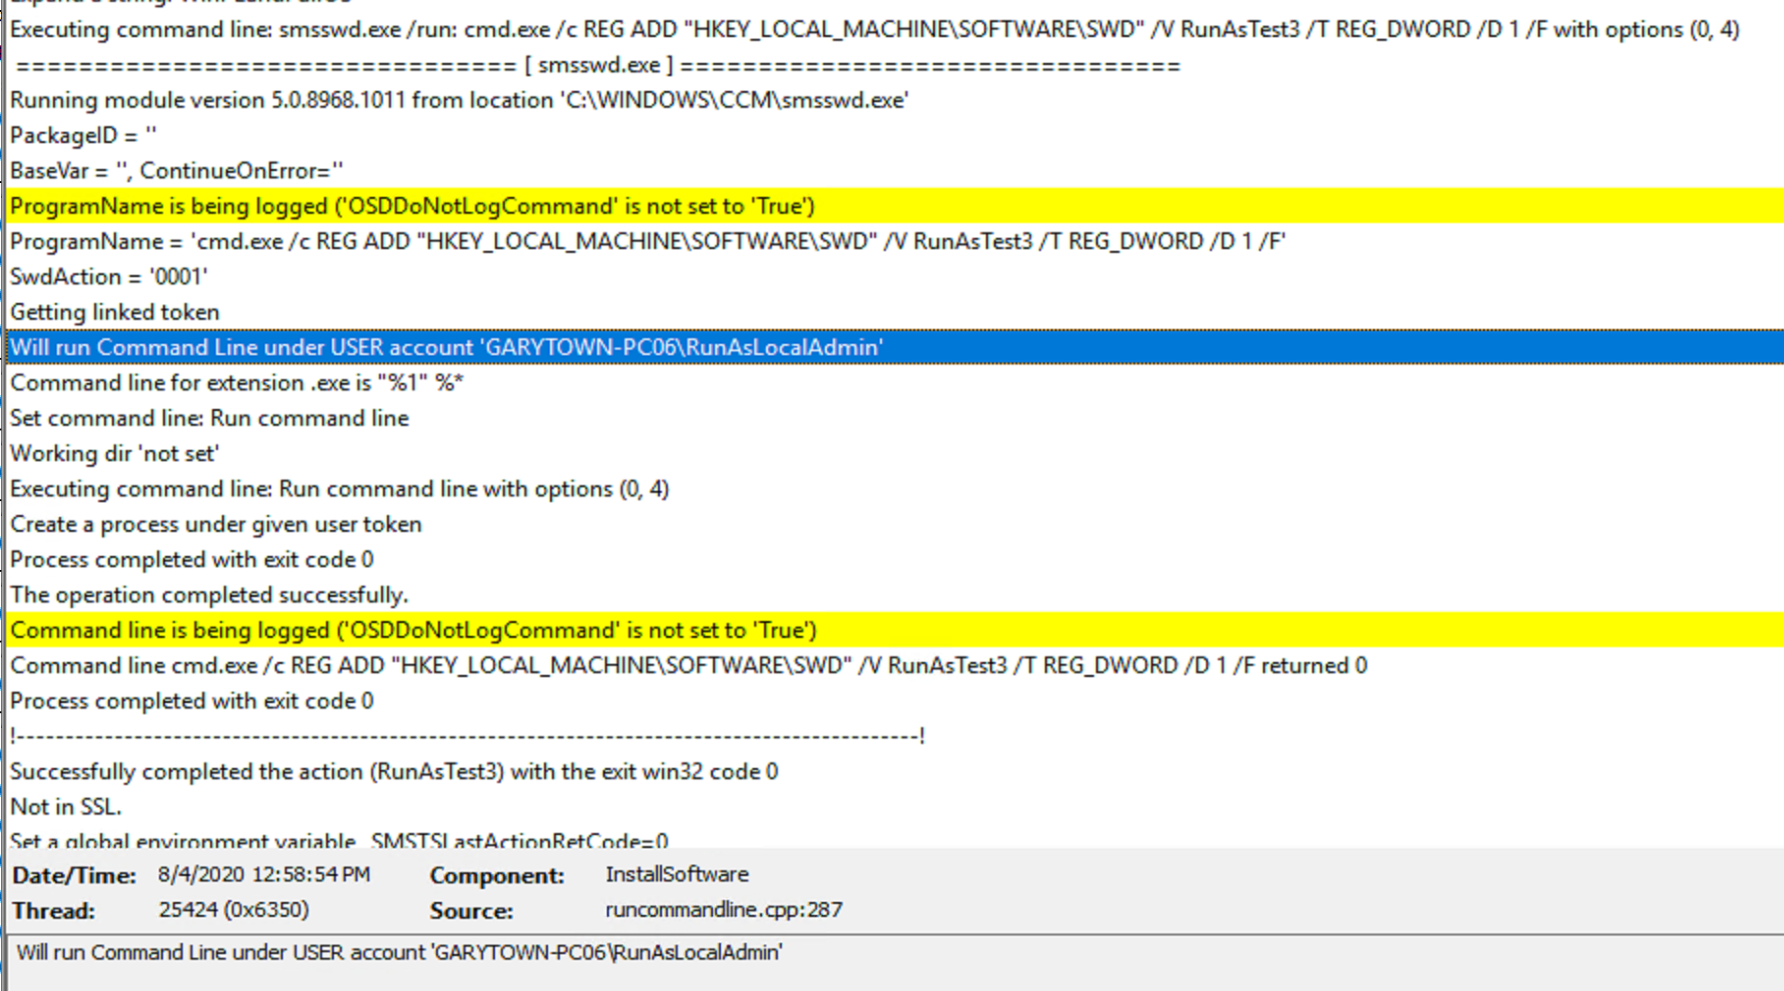 Executing command line: smsswd.exe /run: cmd.exe /c REG ADD "HKEY_LOCAL_MACHINE\SOFTWARE\SWD" /V RunAsTest3 /T REG_DWORD /D 1 /F with options (0, 4)
================================ [ smsswd.exe ] ================================
Running module version 5.0.8968.1011 from location 'C:\WINDOWS\CCM\smsswd.exe'
PackageID = ''
BaseVar = '', ContinueOnError=''
ProgramName is being logged ('OSDDoNotLogCommand' is not set to 'True')
ProgramName = 'cmd.exe /c REG ADD "HKEY_LOCAL_MACHINE\SOFTWARE\SWD" /V RunAsTest3 /T REG_DWORD /D 1 /F'
SwdAction = '0001'
Getting linked token
Will run Command Line under USER account 'GARYTOWN-PC06\RunAsLocalAdmin'
Command line for extension .exe is "%1" %*
Set command line: Run command line
Working dir 'not set'
Executing command line: Run command line with options (0, 4)
Create a process under given user token
Process completed with exit code 0
The operation completed successfully.
Command line is being logged ('OSDDoNotLogCommand' is not set to 'True')
Command line cmd.exe /c REG ADD "HKEY_LOCAL_MACHINE\SOFTWARE\SWD" /V RunAsTest3 /T REG_DWORD /D 1 /F returned 0
Process completed with exit code 0
!--------------------------------------------------------------------------------------------!
Successfully completed the action (RunAsTest3) with the exit win32 code 0
Not in SSL.
Set a global environment variable _SMSTSLastActionRetCode=0
Date/Time: 8/4/2020 12:58:54 PM Component: InstallSoftware
Thread: 25424 (0x6350) Source: runcommandline.cpp:287
Will run Command Line under USER account 'GARYTOWN-PC06\RunAsLocalAdmin'